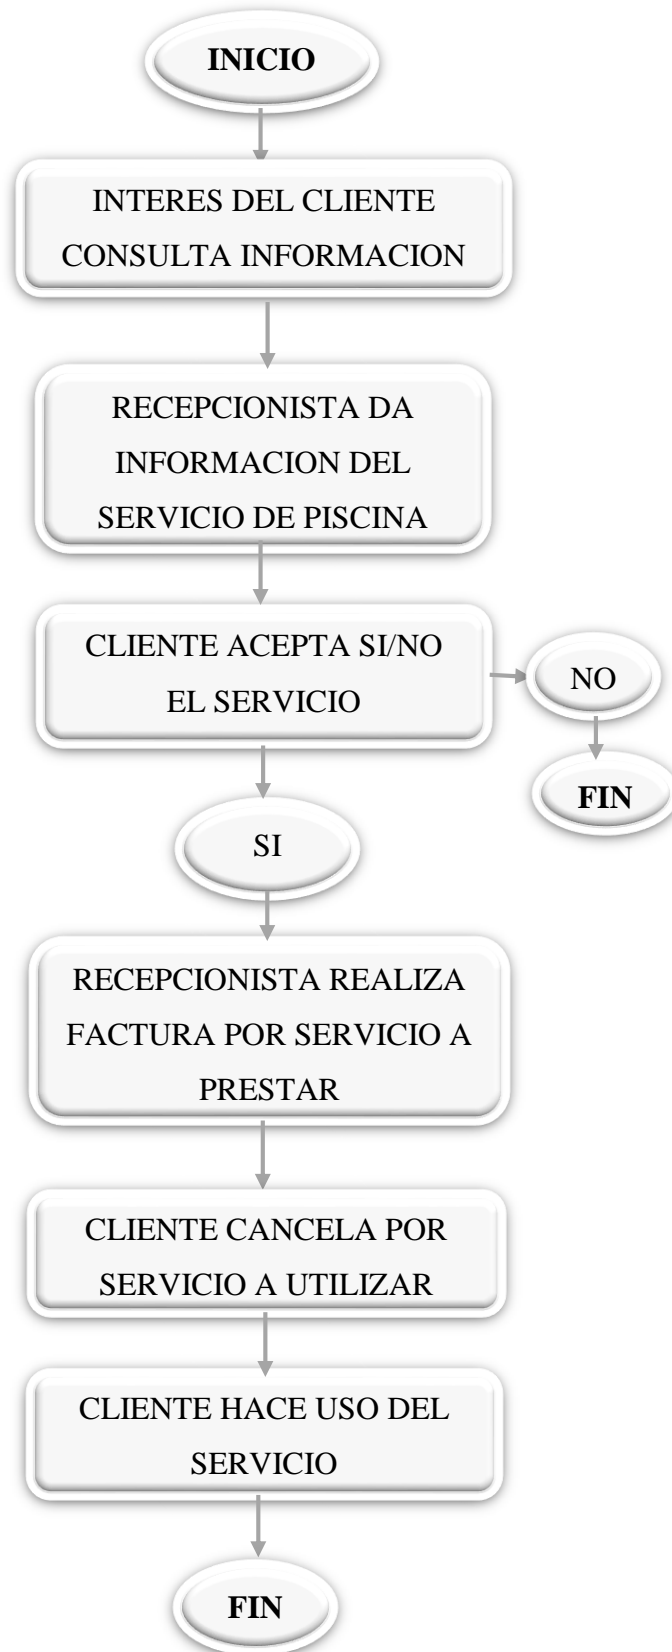 INICIO
INTERES DEL CLIENTE
CONSULTA INFORMACION
RECEPCIONISTA DA
INFORMACION DEL
SERVICIO DE PISCINA
CLIENTE ACEPTA SI/NO
EL SERVICIO
NO
FIN
SI
RECEPCIONISTA REALIZA
FACTURA POR SERVICIO A
PRESTAR
CLIENTE CANCELA POR
SERVICIO A UTILIZAR
CLIENTE HACE USO DEL
SERVICIO
FIN